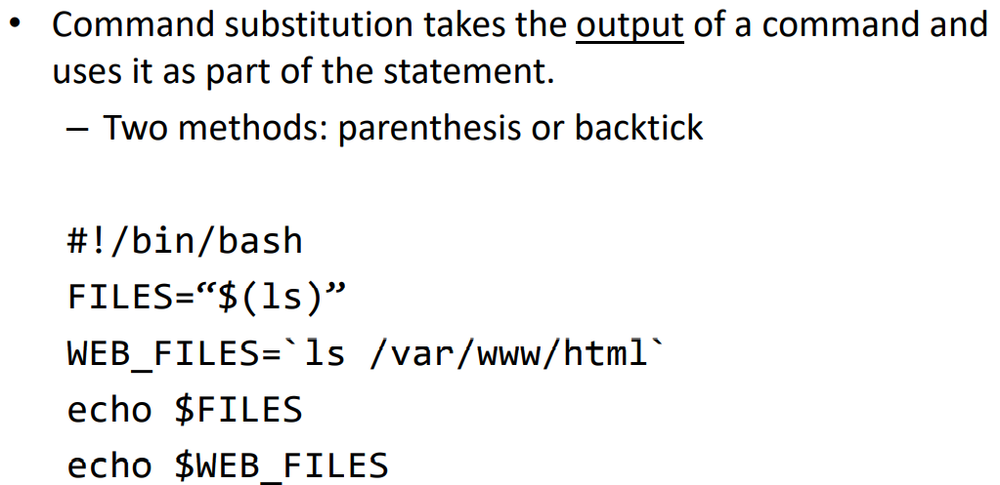 • Command substitution takes the output of a command and
uses it as part of the statement.
– Two methods: parenthesis or backtick
#!/bin/bash
FILES=“$(ls)”
WEB_FILES=`ls /var/www/html`
echo $FILES
echo $WEB_FILES